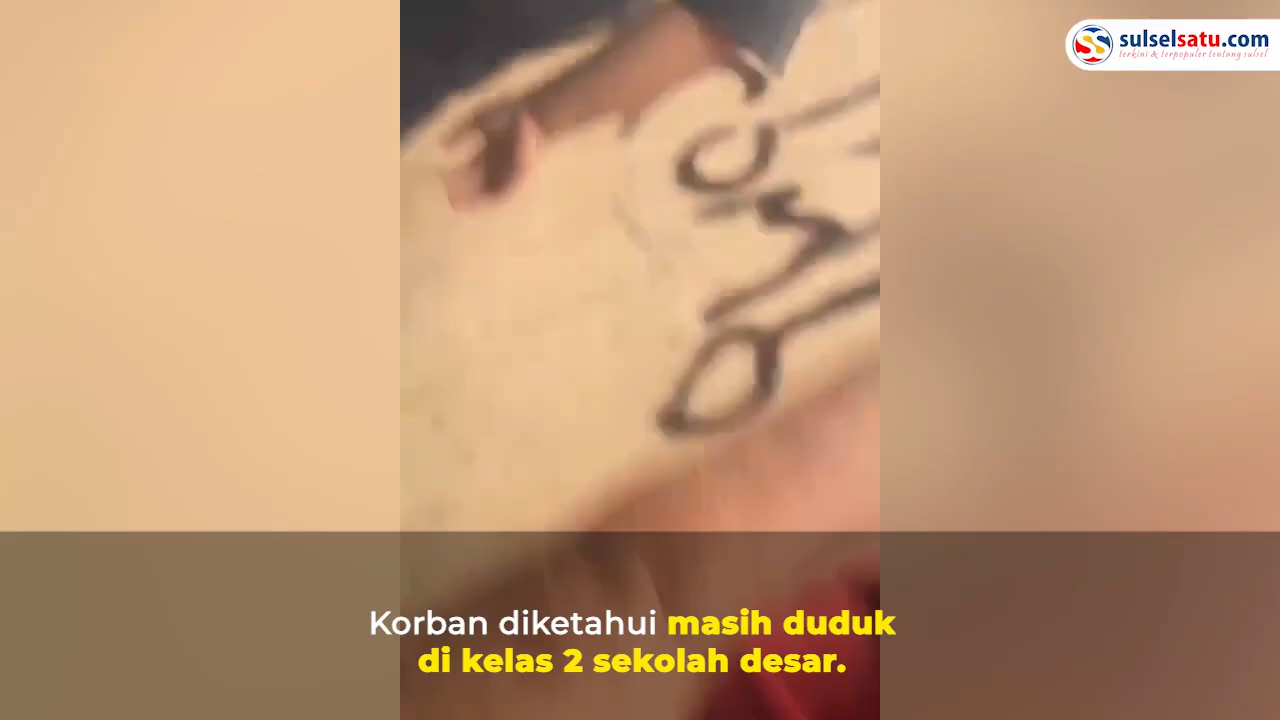 sulselsatu.com
terkini & terpopuler tentang sulsel
Korban diketahui masih duduk
di kelas 2 sekolah desar.